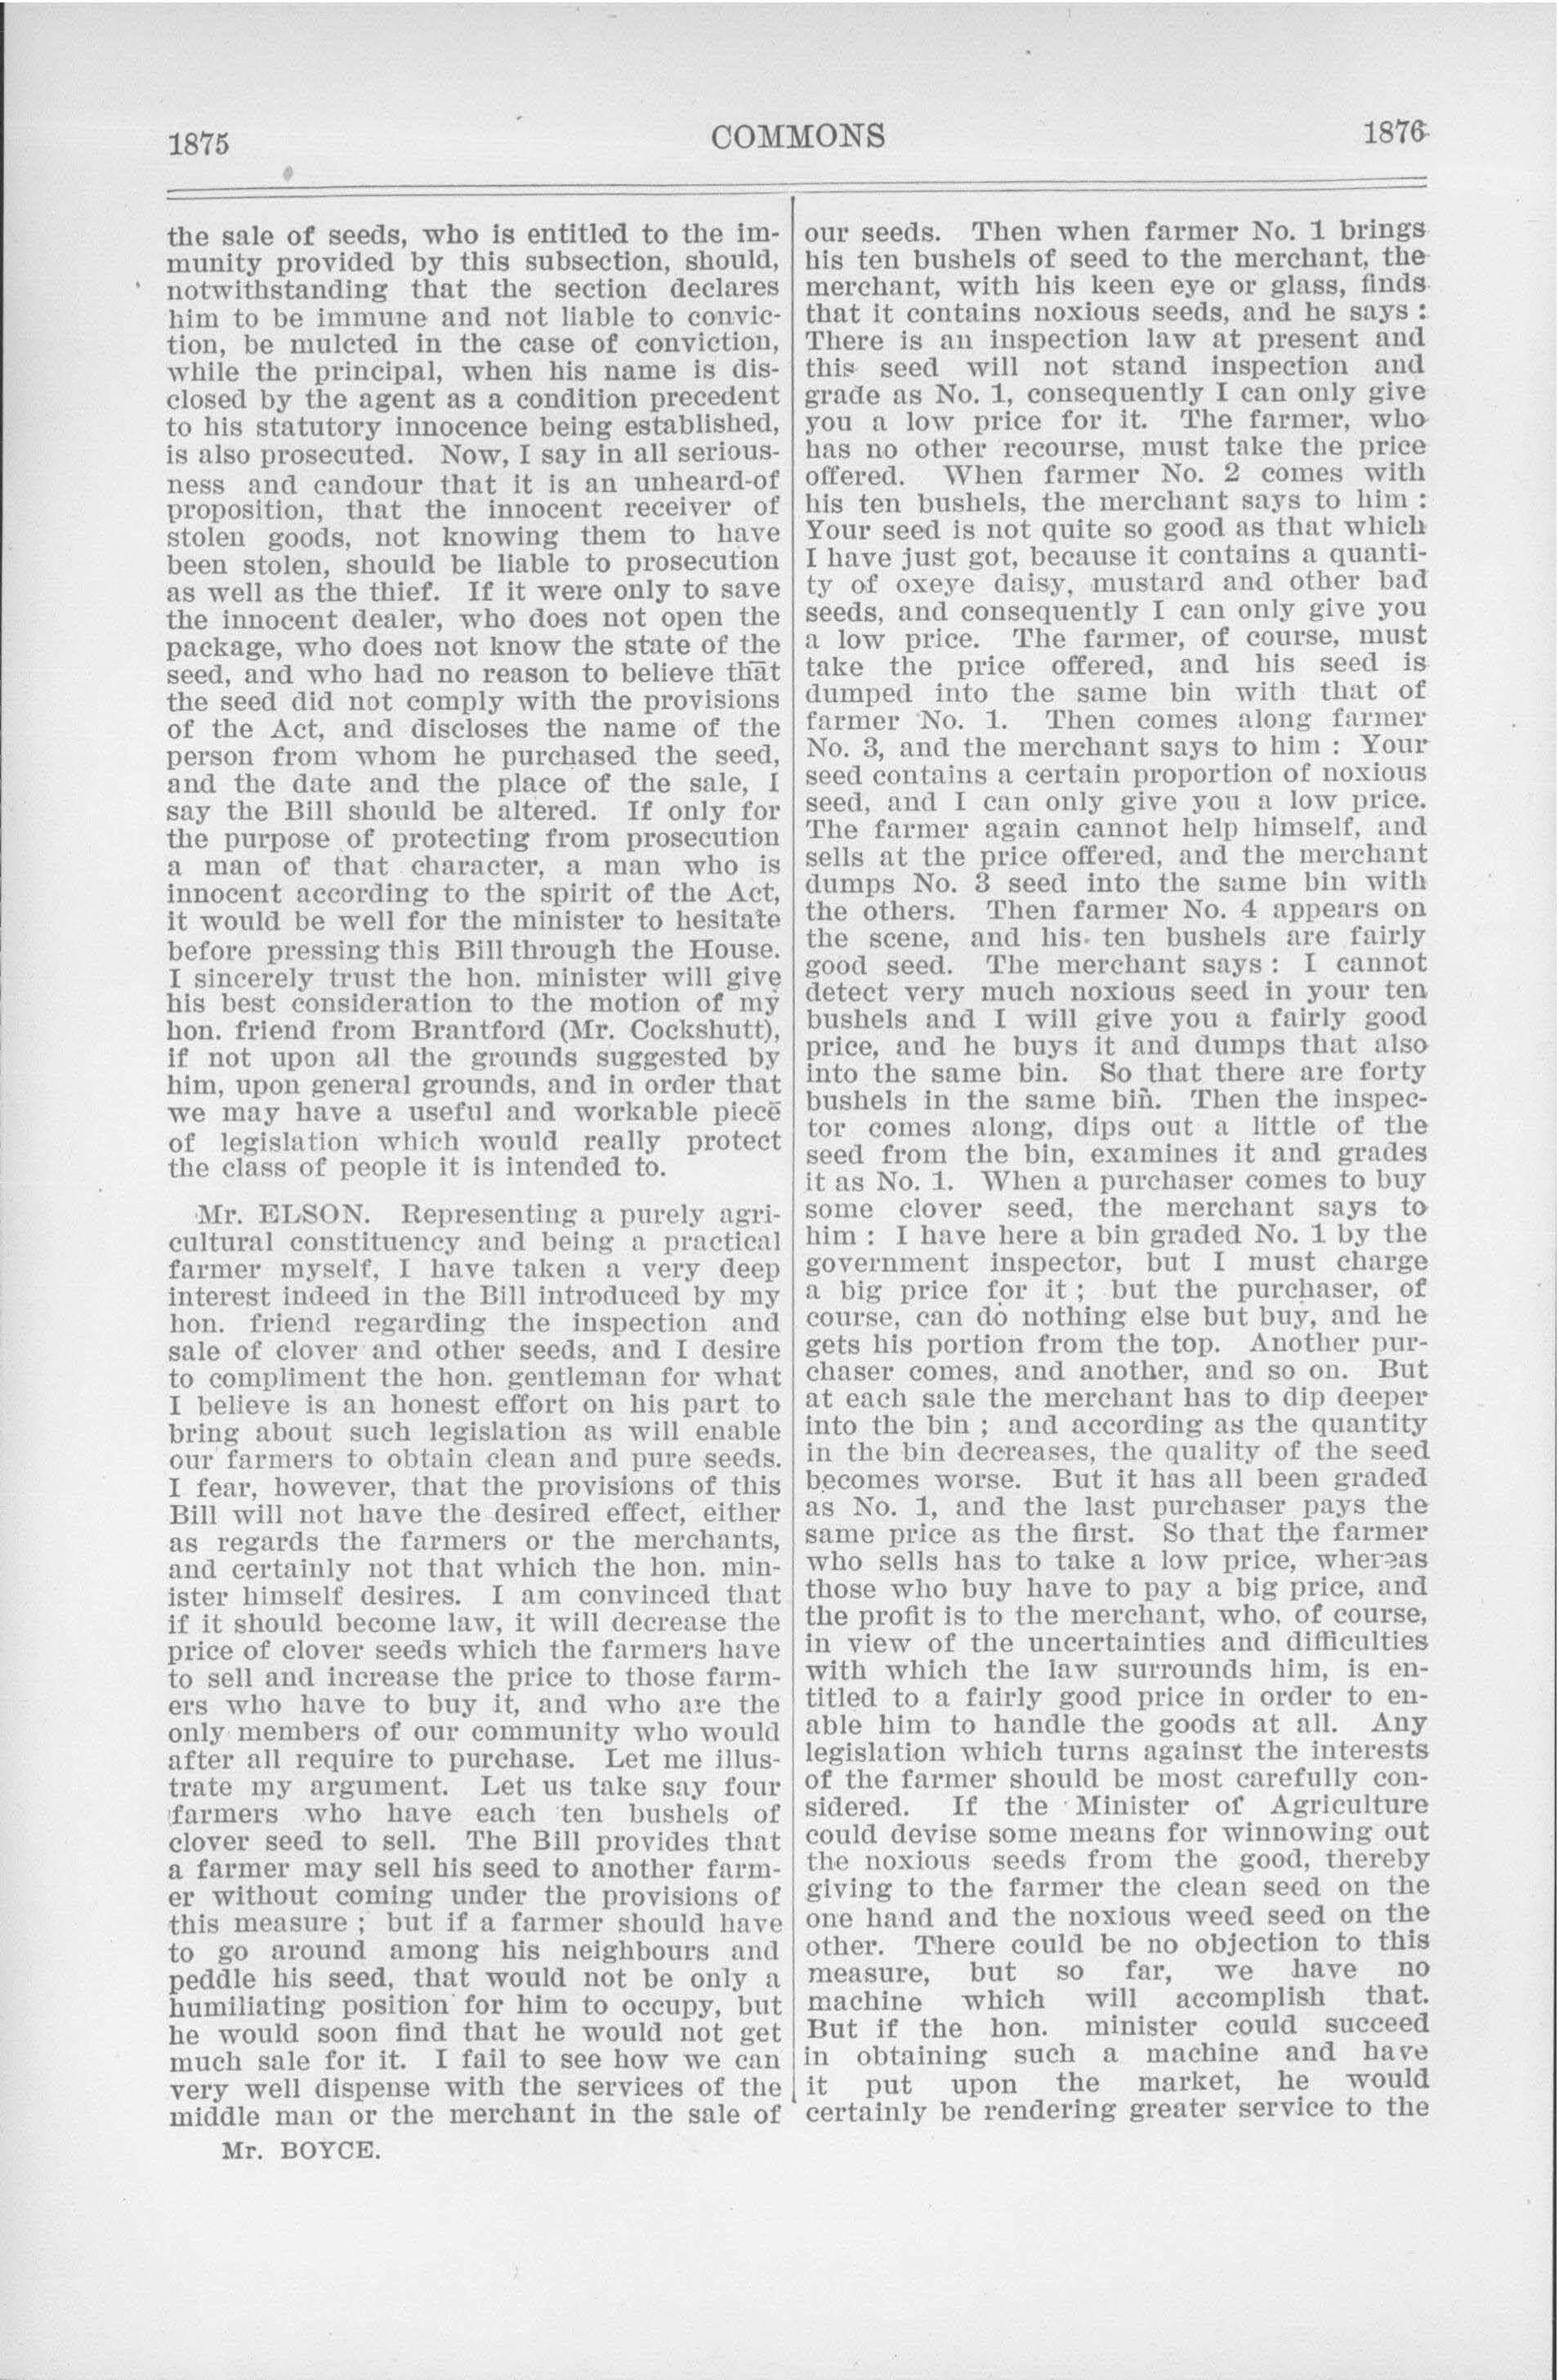 1875
COMMONS
1876
the sale of seeds, who is entitled to the im-
munity provided by this subsection, should,
notwithstanding that the section declares
him to be immune and not liable to convic-
tion, be mulcted in the case of conviction,
while the principal, when his name is dis-
closed by the agent as a condition precedent
to his statutory innocence being established,
is also prosecuted. Now, I say in all serious-
ness and candour that it is an unheard-of
proposition, that the innocent receiver of
stolen goods, not knowing them to have
been stolen, should be liable to prosecution
as well as the thief. If it were only to save
the innocent dealer, who does not open the
package, who does not know the state of the
seed, and who had no reason to believe that
the seed did not comply with the provisions
of the Act, and discloses the name of the
person from whom he purchased the seed,
and the date and the place of the sale, I
say the Bill should be altered. If only for
the purpose of protecting from prosecution
a man of that character, a man who is
innocent according to the spirit of the Act,
it would be well for the minister to hesitate
before pressing this Bill through the House.
I sincerely trust the hon. minister will give
his best consideration to the motion of my
hon. friend from Brantford (Mr. Cockshutt),
if not upon all the grounds suggested by
him, upon general grounds, and in order that
we may have a useful and workable piece
of legislation which would really protect
the class of people it is intended to.
Mr. ELSON. Representing a purely agri-
cultural constituency and being a practical
farmer myself, I have taken a very deep
interest indeed in the Bill introduced by my
hon. friend regarding the inspection and
sale of clover and other seeds, and I desire
to compliment the hon. gentleman for what
I believe is an honest effort on his part to
bring about such legislation as will enable
our farmers to obtain clean and pure seeds.
I fear, however, that the provisions of this
Bill will not have the desired effect, either
as regards the farmers or the merchants,
and certainly not that which the hon. min-
ister himself desires. I am convinced that
if it should become law, it will decrease the
price of clover seeds which the farmers have
to sell and increase the price to those farm-
ers who have to buy it, and who are the
only members of our community who would
after all require to purchase. Let me illus-
trate my argument. Let us take say four
farmers who have each ten bushels of
clover seed to sell. The Bill provides that
a farmer may sell his seed to another farm-
er without coming under the provisions of
this measure ; but if a farmer should have
to go around among his neighbours and
peddle his seed, that would not be only a
humiliating position for him to occupy, but
he would soon find that he would not get
much sale for it. I fail to see how we can
very well dispense with the services of the
middle man or the merchant in the sale of
Mr. BOYCE.
our seeds. Then when farmer No. 1 brings
his ten bushels of seed to the merchant, the
merchant, with his keen eye or glass, finds
that it contains noxious seeds, and he says :
There is an inspection law at present and
this seed will not stand inspection and
grade as No. 1, consequently I can only give
you a low price for it. The farmer, who
has no other recourse, must take the price
offered. When farmer No. 2 comes with
his ten bushels, the merchant says to him :
Your seed is not quite so good as that which
I have just got, because it contains a quanti-
ty of oxeye daisy, mustard and other bad
seeds, and consequently I can only give you
a low price. The farmer, of course, must
take the price offered, and his seed is
dumped into the same bin with that of
farmer No. 1. Then comes along farmer
No. 3, and the merchant says to him : Your
seed contains a certain proportion of noxious
seed, and I can only give you a low price.
The farmer again cannot help himself, and
sells at the price offered, and the merchant
dumps No. 3 seed into the same bin with
the others. Then farmer No. 4 appears on
the scene, and his ten bushels are fairly
good seed. The merchant says : I cannot
detect very much noxious seed in your ten
bushels and I will give you a fairly good
price, and he buys it and dumps that also
into the same bin. So that there are forty
bushels in the same bin. Then the inspec-
tor comes along, dips out a little of the
seed from the bin, examines it and grades
it as No. 1. When a purchaser comes to buy
some clover seed, the merchant says to
him : I have here a bin graded No. 1 by the
government inspector, but I must charge
a big price for it ; but the purchaser, of
course, can do nothing else but buy, and he
gets his portion from the top. Another pur-
chaser comes, and another, and so on. But
at each sale the merchant has to dip deeper
into the bin ; and according as the quantity
in the bin decreases, the quality of the seed
becomes worse. But it has all been graded
as No. 1, and the last purchaser pays the
same price as the first. So that the farmer
who sells has to take a low price, whereas
those who buy have to pay a big price, and
the profit is to the merchant, who, of course,
in view of the uncertainties and difficulties
with which the law surrounds him, is en-
titled to a fairly good price in order to en-
able him to handle the goods at all. Any
legislation which turns against the interests
of the farmer should be most carefully con-
sidered. If the Minister of Agriculture
could devise some means for winnowing out
the noxious seeds from the good, thereby
giving to the farmer the clean seed on the
one hand and the noxious weed seed on the
other. There could be no objection to this
measure, but so far, we have no
machine which will accomplish that.
But if the hon. minister could succeed
in obtaining such a machine and have
it put upon the market, he would
certainly be rendering greater service to the